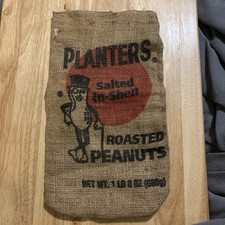 PLANTERS®
Salted
In-Shell
ROASTED
PEANUTS
NET WT. 1 LB 8 OZ (680g)